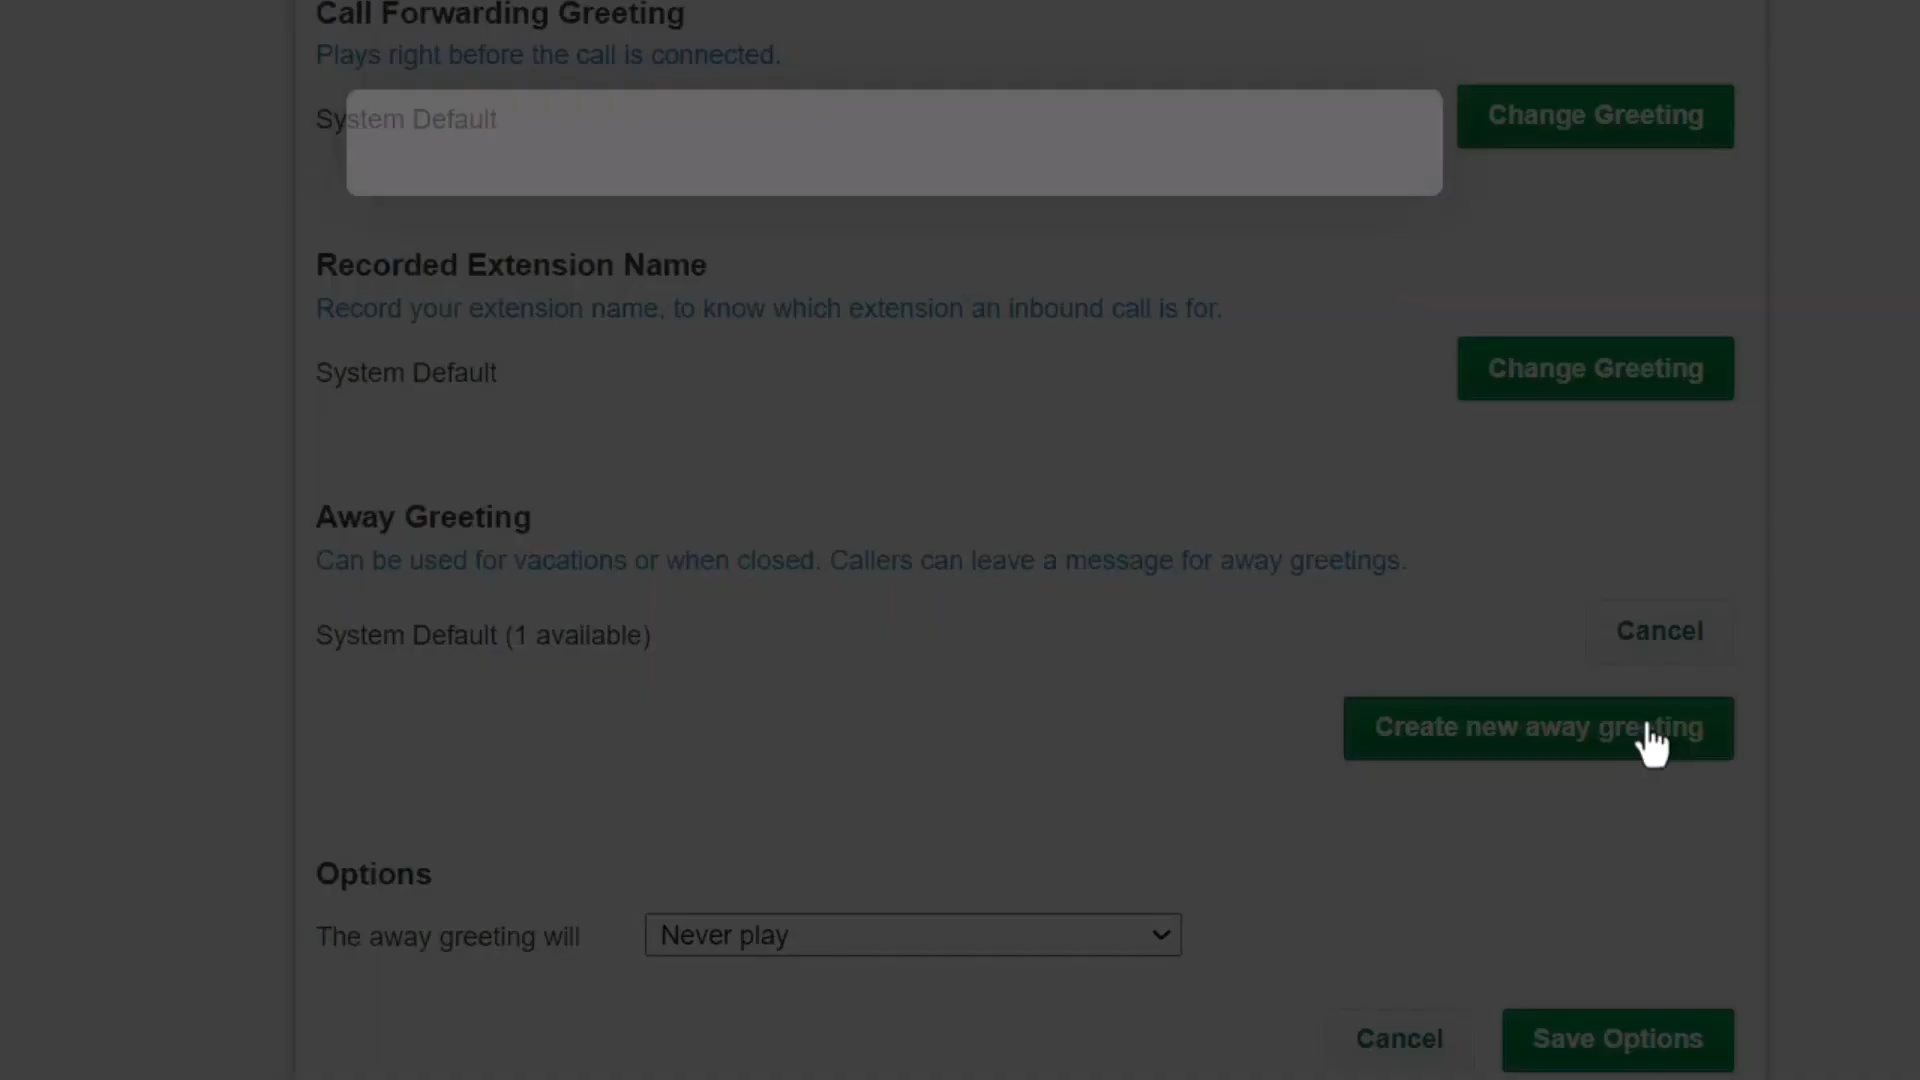 Call Forwarding Greeting
Plays right before the call is connected.
System Default
Change Greeting
Recorded Extension Name
Record your extension name, to know which extension an inbound call is for.
System Default
Change Greeting
Away Greeting
Can be used for vacations or when closed. Callers can leave a message for away greetings.
System Default (1 available)
Cancel
Create new away greeting
Options
The away greeting will
Never play
Cancel
Save Options